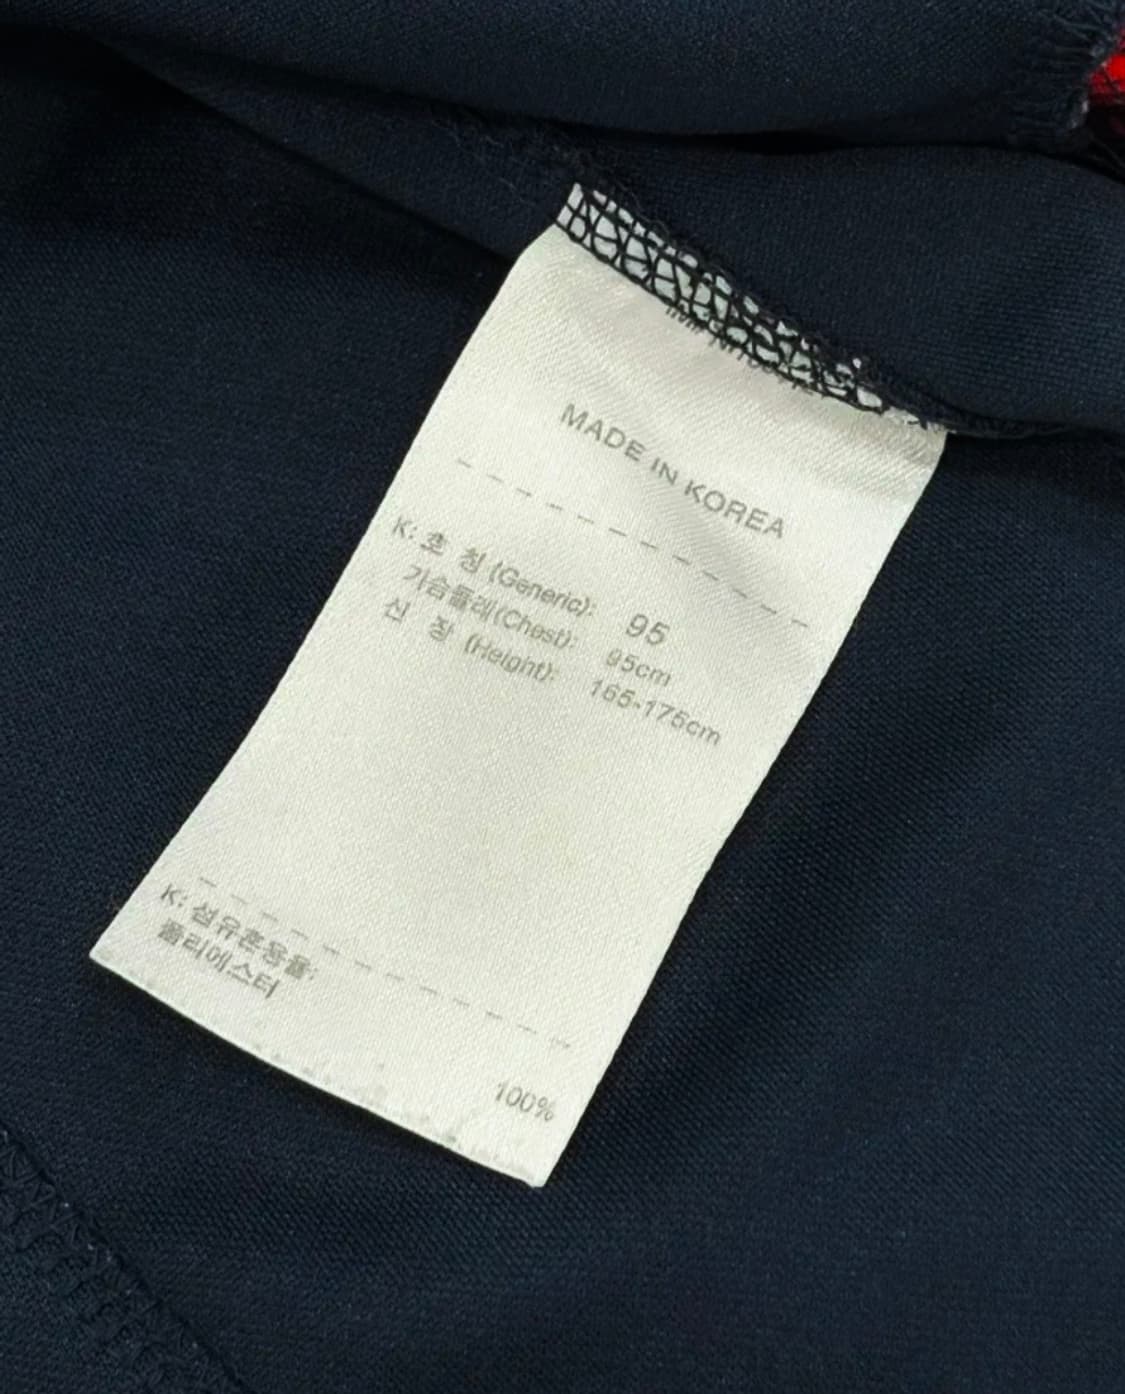 MADE IN KOREA
K: 호 칭 (Generic): 95
가슴둘레(Chest): 95cm
신 장 (Height): 165-175cm
K: 섬유혼용율:
폴리에스터
100%